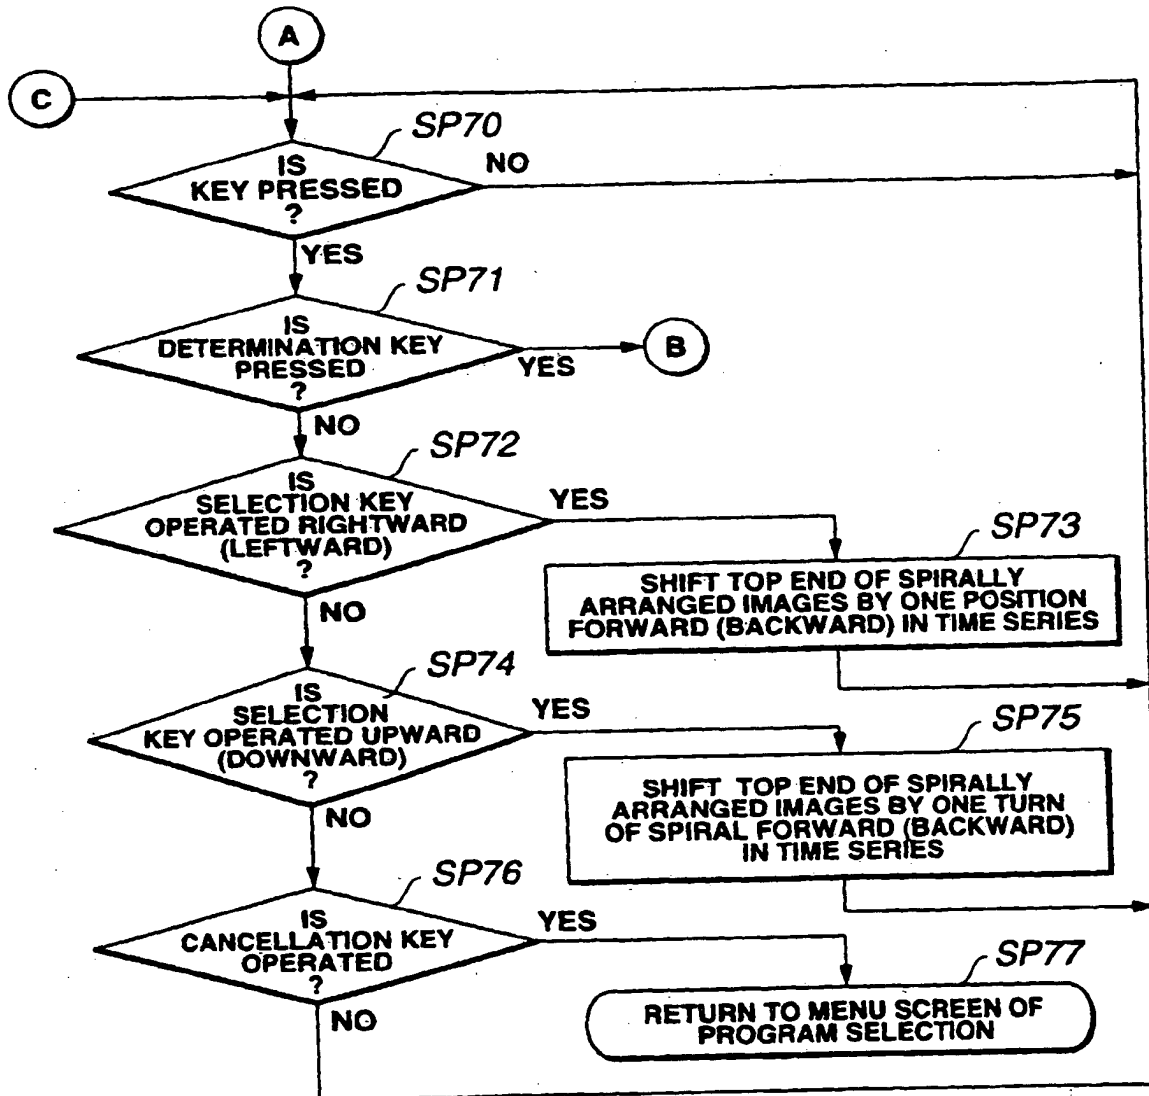 A
C
SP70
IS
KEY PRESSED
?
NO
YES
SP71
IS
DETERMINATION KEY
PRESSED
?
YES
B
NO
SP72
IS
SELECTION KEY
OPERATED RIGHTWARD
(LEFTWARD)
?
YES
SP73
SHIFT TOP END OF SPIRALLY
ARRANGED IMAGES BY ONE POSITION
FORWARD (BACKWARD) IN TIME SERIES
NO
SP74
IS
SELECTION
KEY OPERATED UPWARD
(DOWNWARD)
?
YES
SP75
SHIFT TOP END OF SPIRALLY
ARRANGED IMAGES BY ONE TURN
OF SPIRAL FORWARD (BACKWARD)
IN TIME SERIES
NO
SP76
IS
CANCELLATION KEY
OPERATED
?
YES
SP77
RETURN TO MENU SCREEN OF
PROGRAM SELECTION
NO